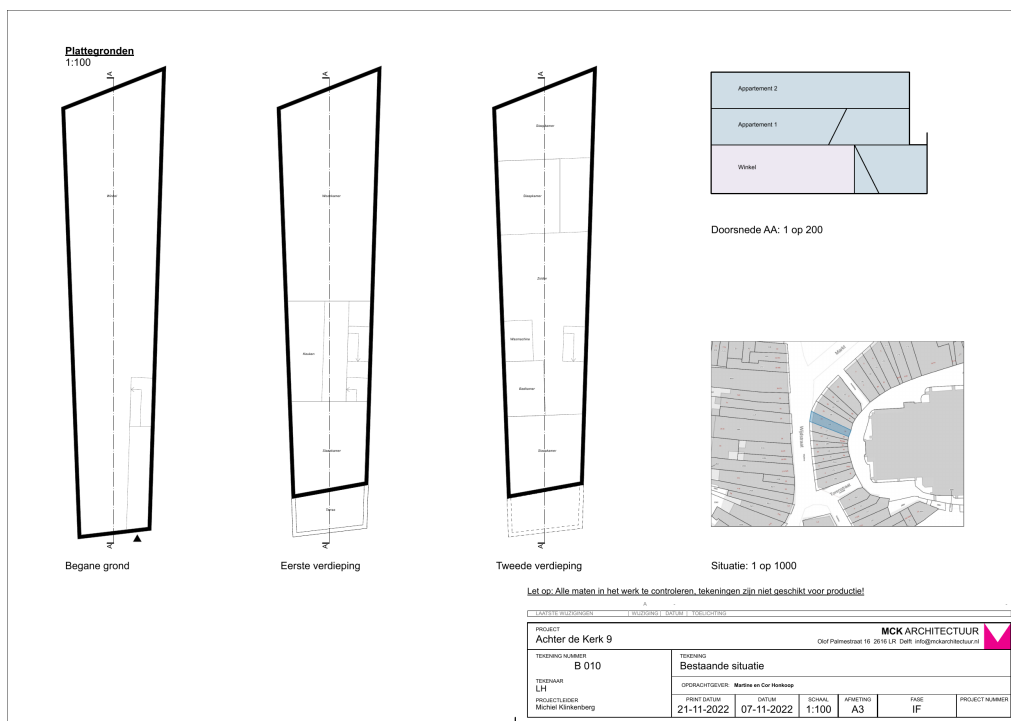 Plattegronden
1:100
A
A
A
Winkel
Woonkamer
Keuken
Slaapkamer
Terras
Slaapkamer
Slaapkamer
Zolder
Wasmachine
Badkamer
Slaapkamer
A
A
A
Begane grond
Eerste verdieping
Tweede verdieping
Appartement 2
Appartement 1
Winkel
Doorsnede AA: 1 op 200
Markt
Situatie: 1 op 1000
Let op: Alle maten in het werk te controleren, tekeningen zijn niet geschikt voor productie!
A - -
LAATSTE WIJZIGINGEN | WIJZIGING | DATUM | TOELICHTING
PROJECT
Achter de Kerk 9
MCK ARCHITECTUUR
Olof Palmestraat 16 2616 LR Delft info@mckarchitectuur.nl
TEKENING NUMMER
B 010
TEKENAAR
LH
PROJECTLEIDER
Michiel Klinkenberg
TEKENING
Bestaande situatie
OPDRACHTGEVER: Martine en Cor Honkoop
PRINT DATUM DATUM SCHAAL AFMETING FASE PROJECT NUMMER
21-11-2022 07-11-2022 1:100 A3 IF